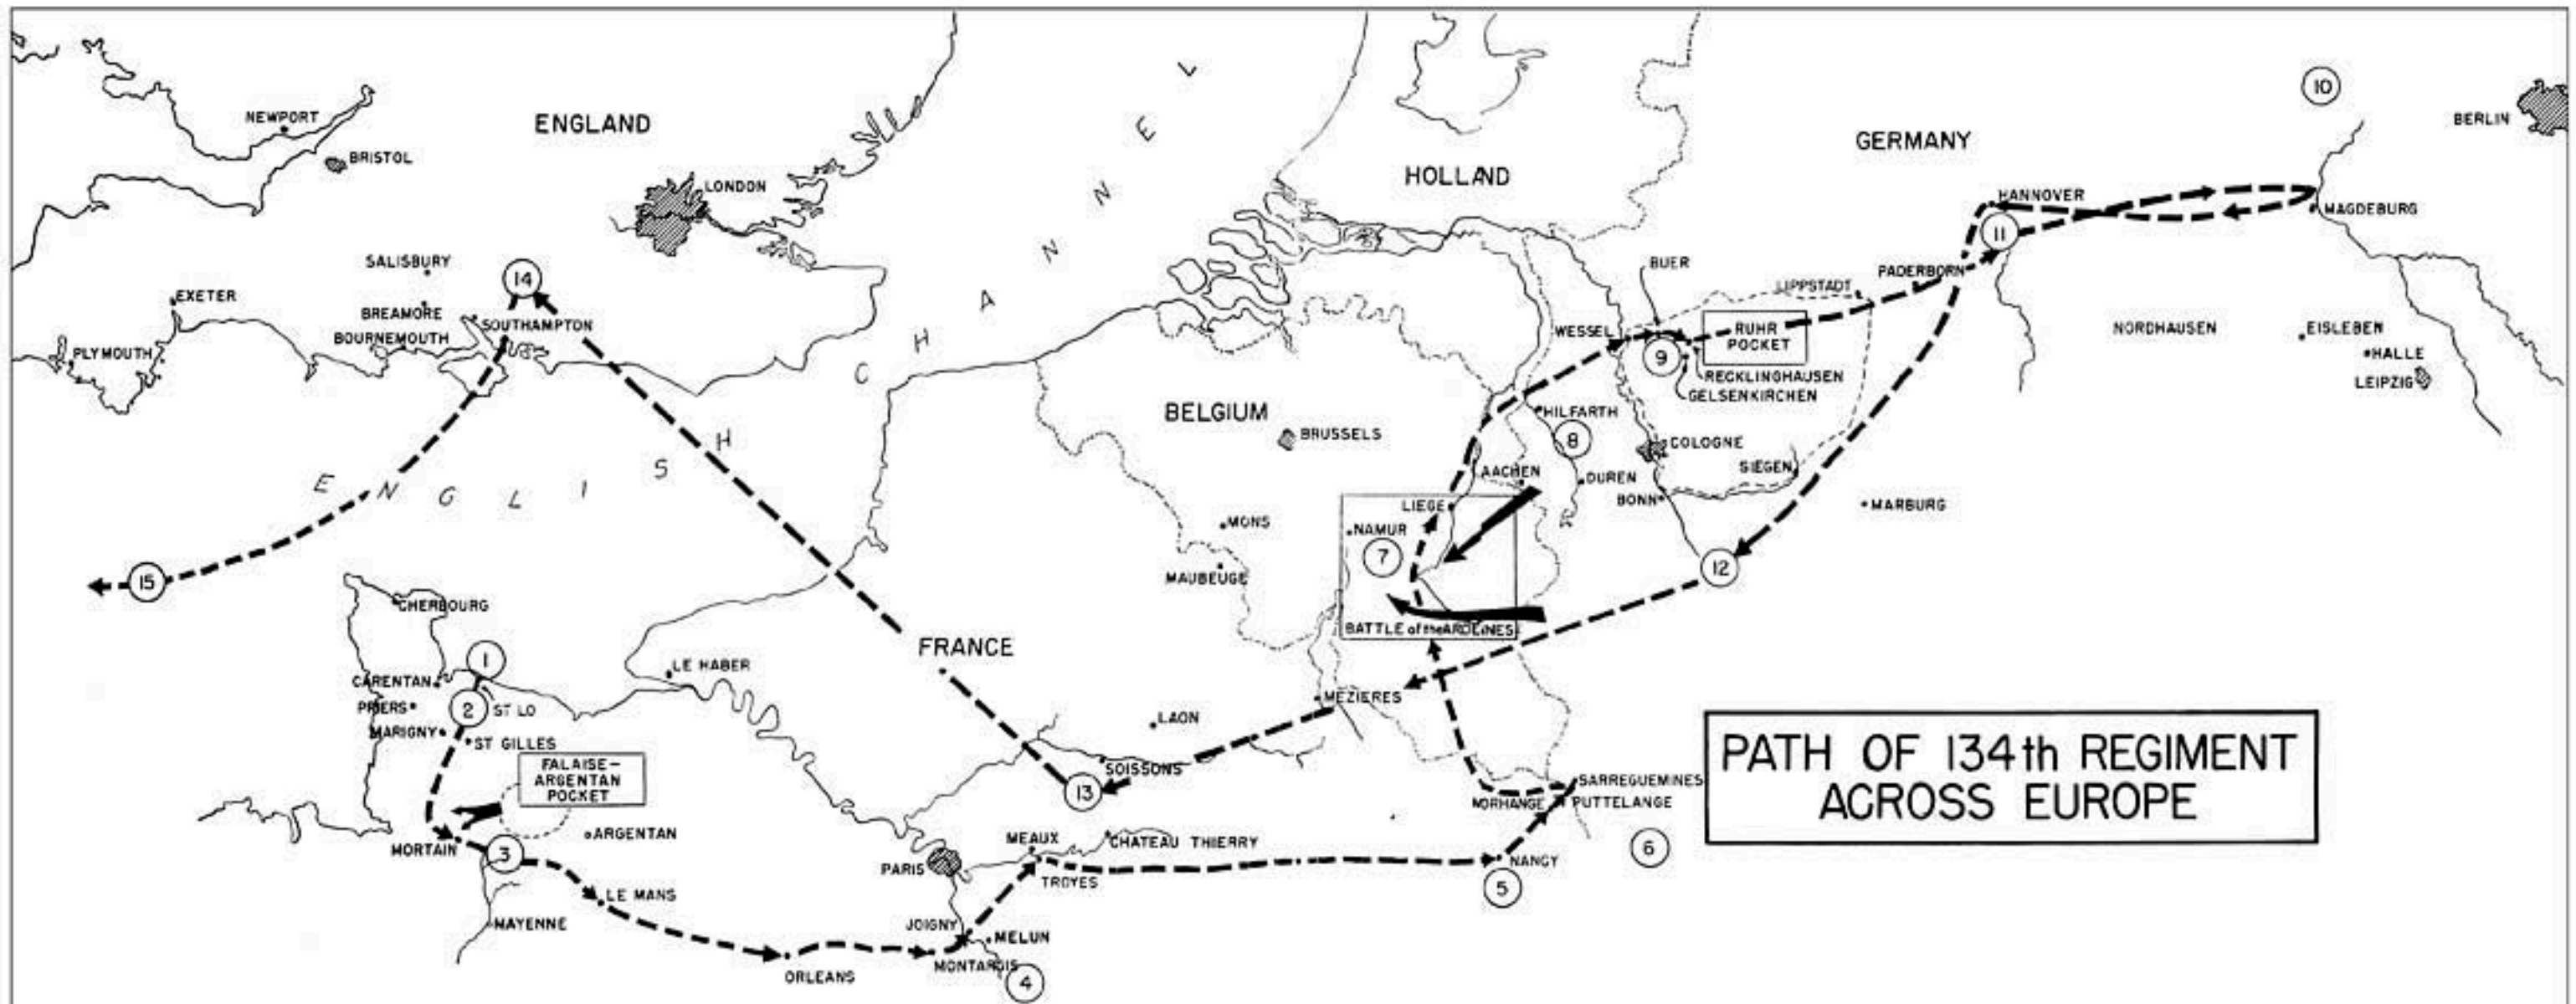 NEWPORT
BRISTOL
ENGLAND
LONDON
SALISBURY
14
EXETER
BREAMORE
SOUTHAMPTON
BOURNEMOUTH
PLYMOUTH
ENGLISH CHANNEL
15
HOLLAND
GERMANY
10
BERLIN
HANNOVER
11
MAGDEBURG
BUER
PADERBORN
LIPPSTADT
WESSEL
RUHR
POCKET
9
RECKLINGHAUSEN
GELSENKIRCHEN
NORDHAUSEN
EISLEBEN
HALLE
LEIPZIG
BELGIUM
BRUSSELS
HILFARTH
8
COLOGNE
AACHEN
DUREN
SIEGEN
BONN
MARBURG
LIEGE
MONS
NAMUR
7
MAUBEUGE
12
BATTLE of the ARDEINES
CHERBOURG
1
CARENTAN
2
ST LO
PRIERS
MARIGNY
ST GILLES
FALAISE-
ARGENTAN
POCKET
ARGENTAN
MORTAIN
3
LE MANS
MAYENNE
FRANCE
LE HABER
LAON
MEZIERES
SOISSONS
13
MEAUX
CHATEAU THIERRY
PARIS
TROYES
JOIGNY
MELUN
ORLEANS
MONTARGIS
4
SARREGUEMINES
MORHANGE
PUTTELANGE
NANCY
5
6
PATH OF 134th REGIMENT
ACROSS EUROPE